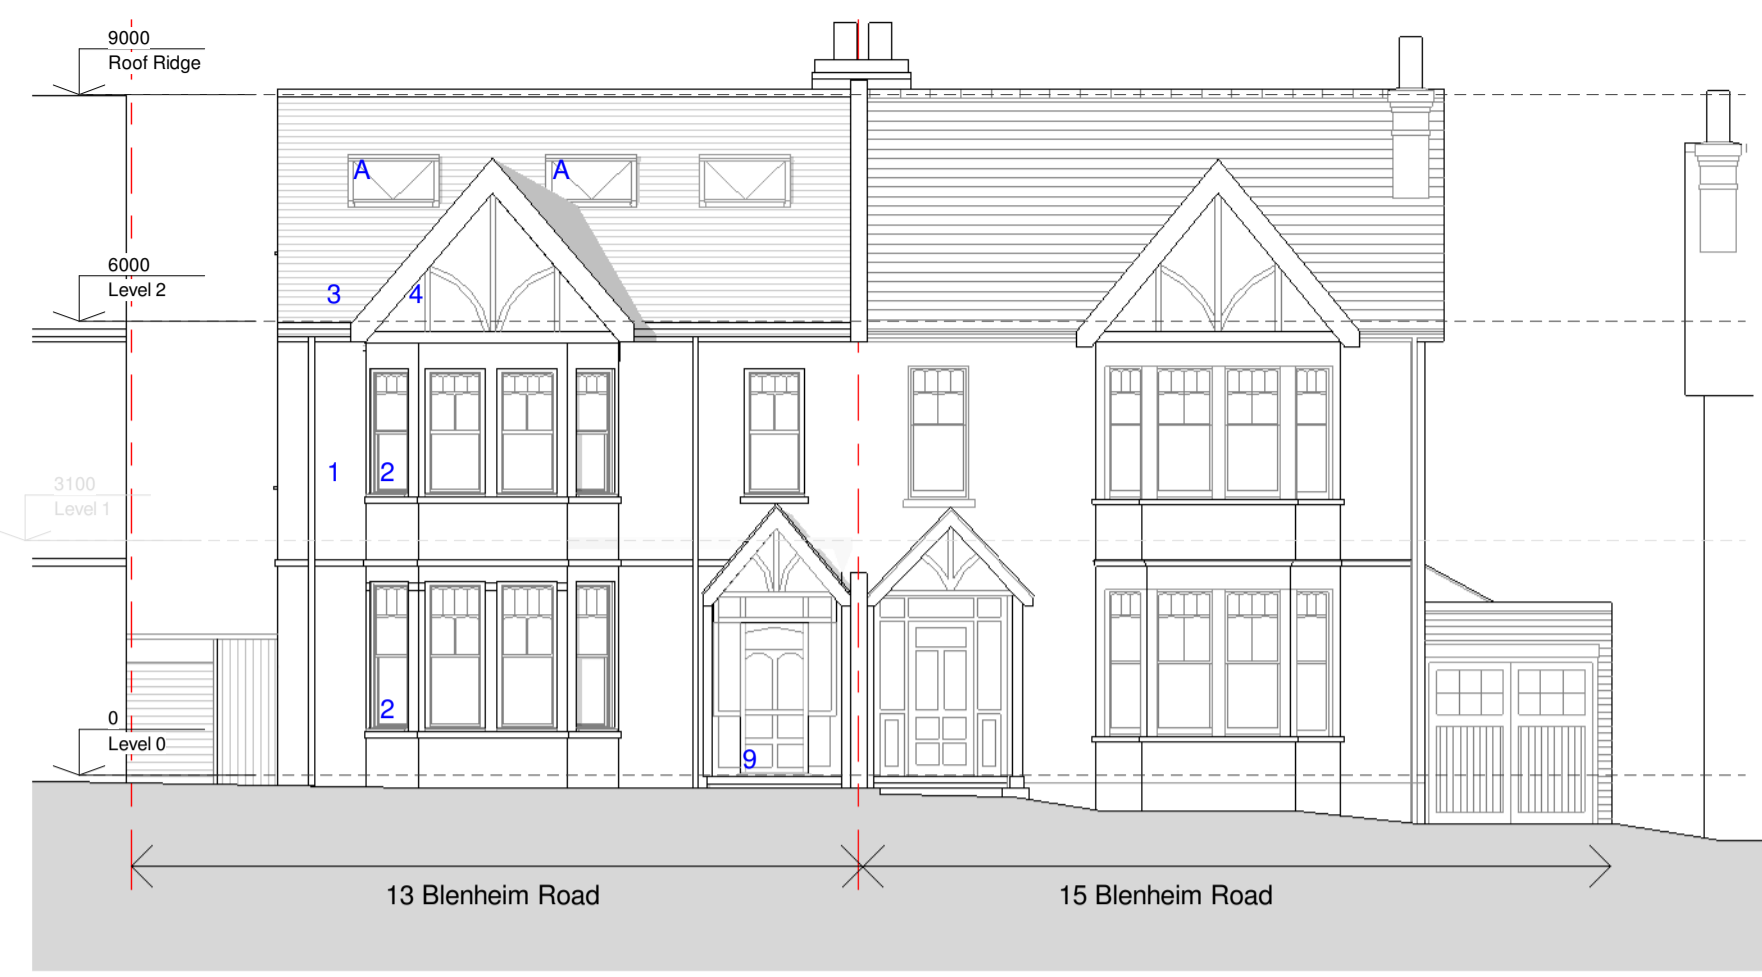 9000
Roof Ridge
A
A
6000
Level 2
3
4
1
2
3100
Level 1
2
0
Level 0
9
13 Blenheim Road
15 Blenheim Road